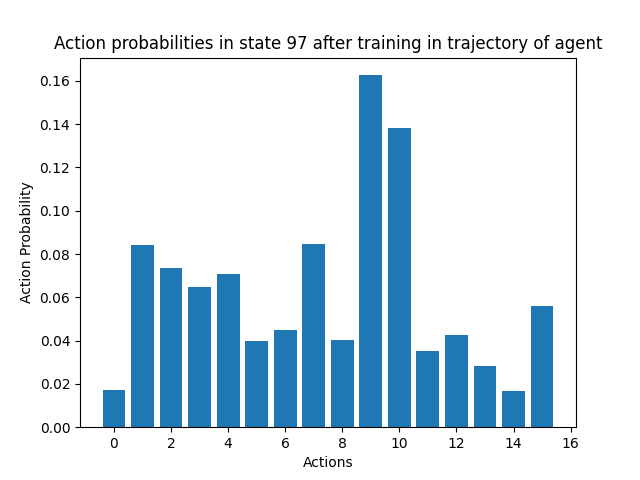 Action probabilities in state 97 after training in trajectory of agent
0.16
0.14
0.12
0.10
0.08
0.06
0.04
0.02
0.00
Action Probability
0 2 4 6 8 10 12 14 16
Actions